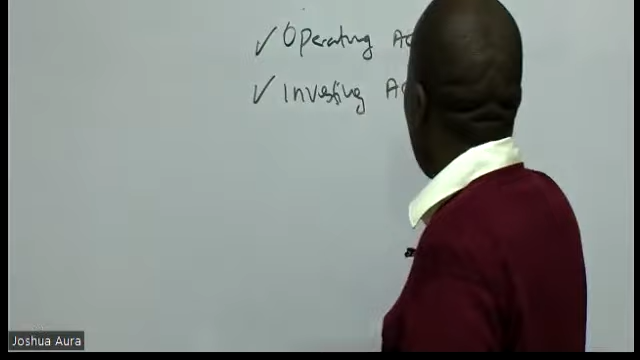 ✓ Operating A
✓ Investing A
Joshua Aura